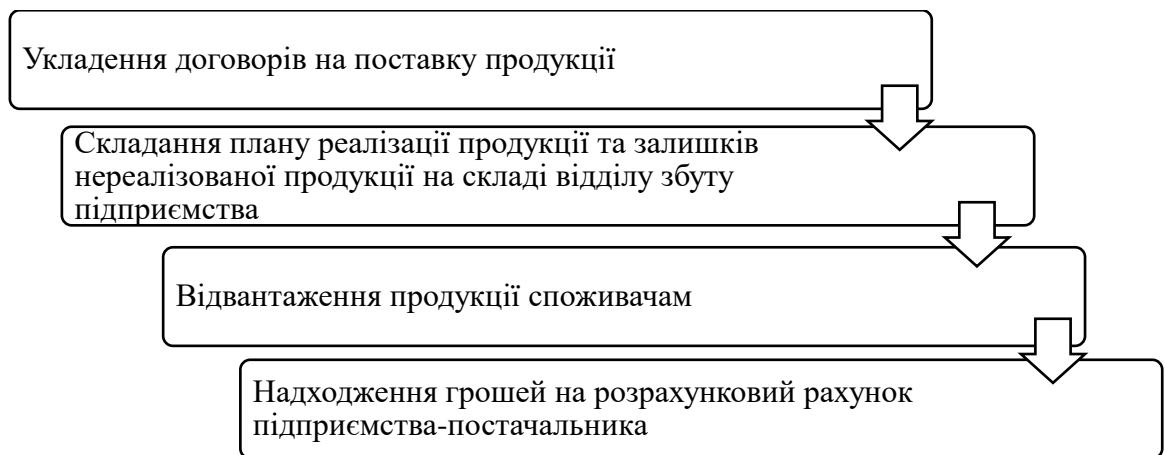 Укладення договорів на поставку продукції
Складання плану реалізації продукції та залишків
нереалізованої продукції на складі відділу збуту
підприємства
Відвантаження продукції споживачам
Надходження грошей на розрахунковий рахунок
підприємства-постачальника